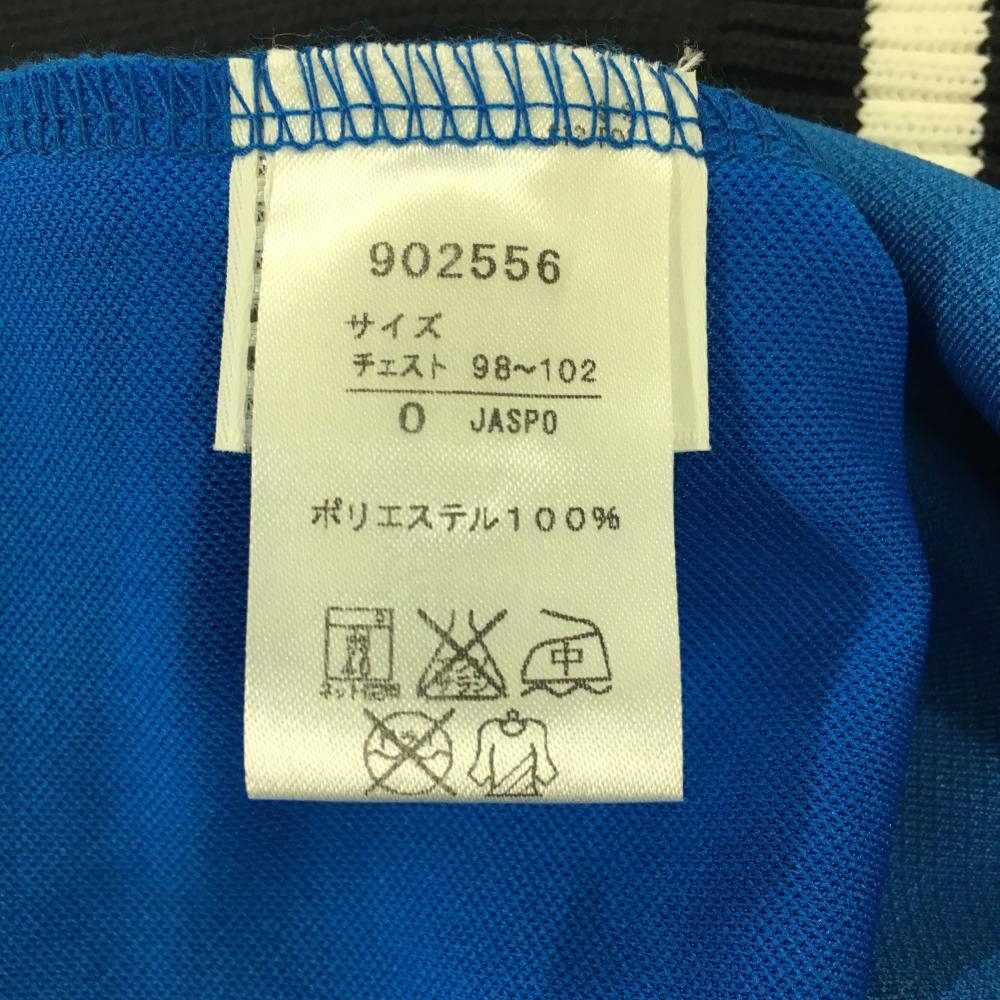 902556
サイズ
チェスト 98~102
O JASPO
ポリエステル100%
中